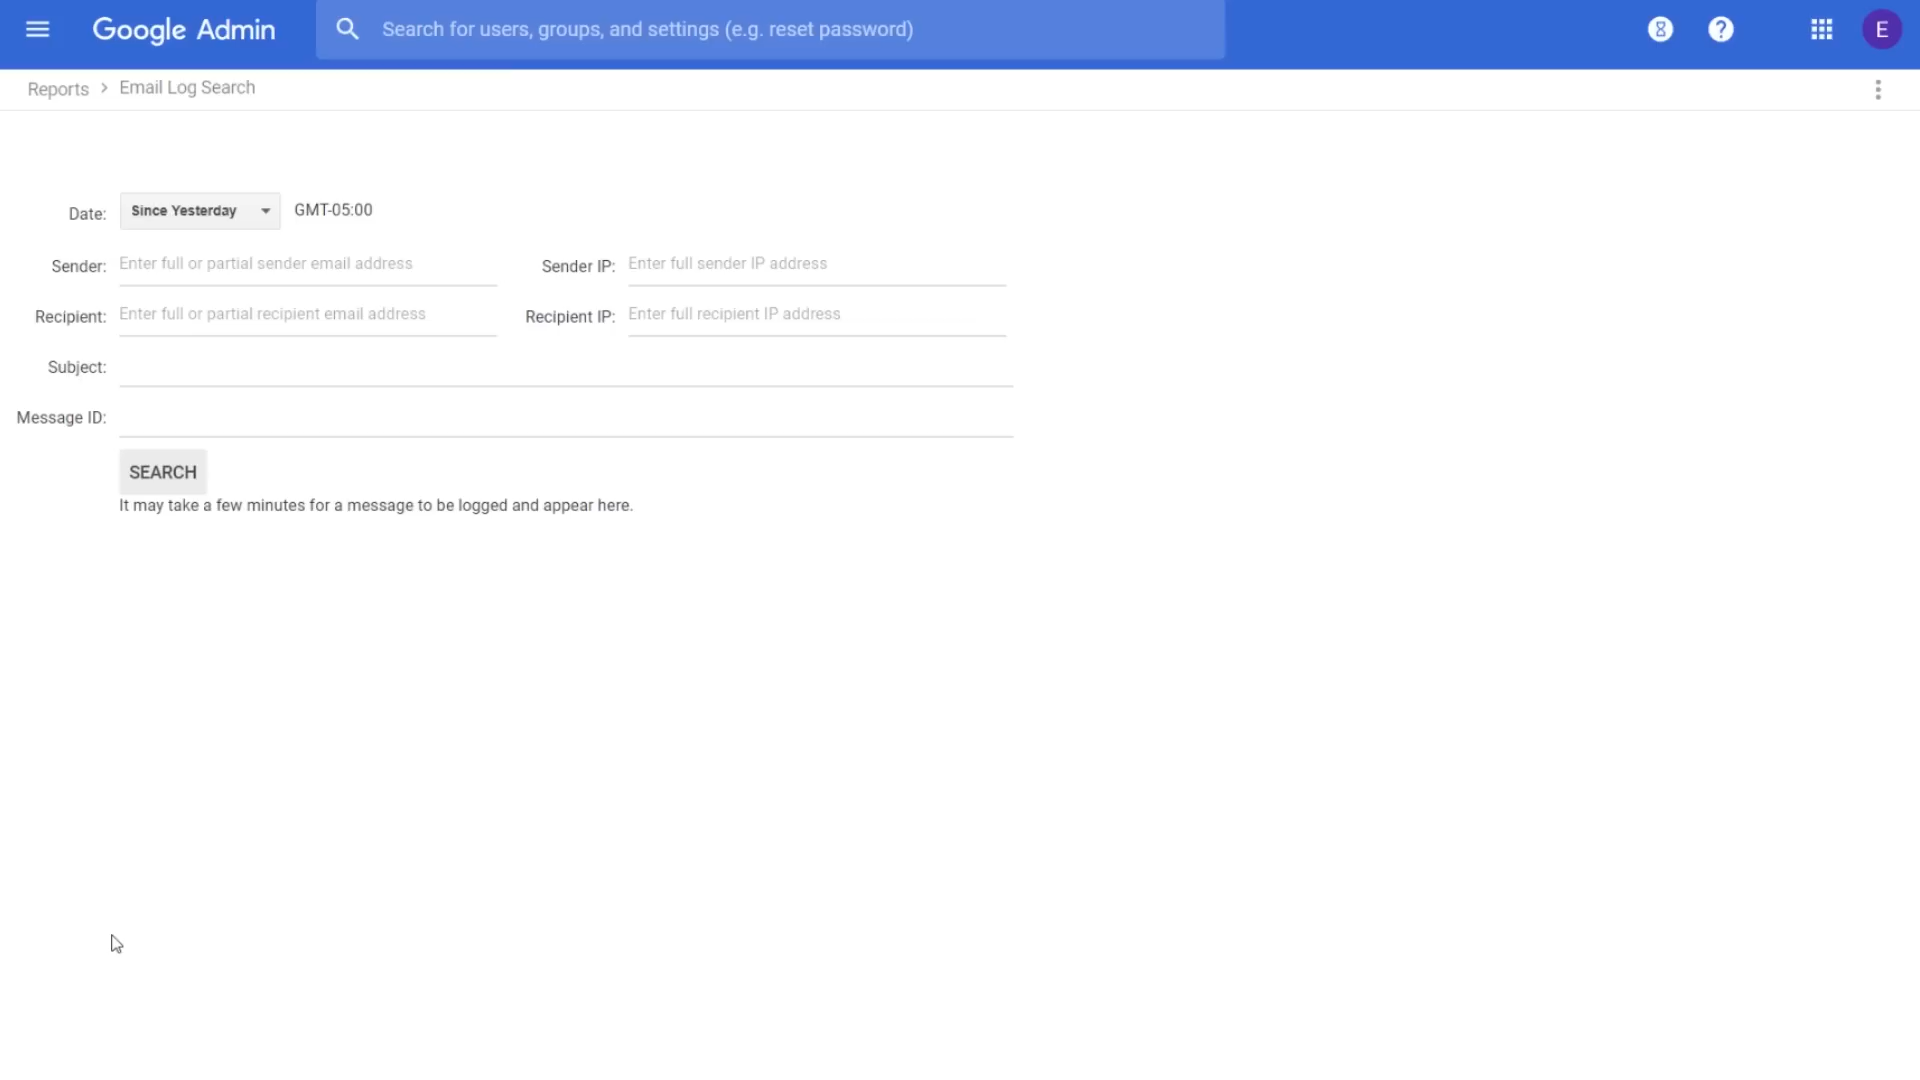 Google Admin
Search for users, groups, and settings (e.g. reset password)
?
E
Reports > Email Log Search
Date: Since Yesterday GMT-05:00
Sender: Enter full or partial sender email address Sender IP: Enter full sender IP address
Recipient: Enter full or partial recipient email address Recipient IP: Enter full recipient IP address
Subject:
Message ID:
SEARCH
It may take a few minutes for a message to be logged and appear here.